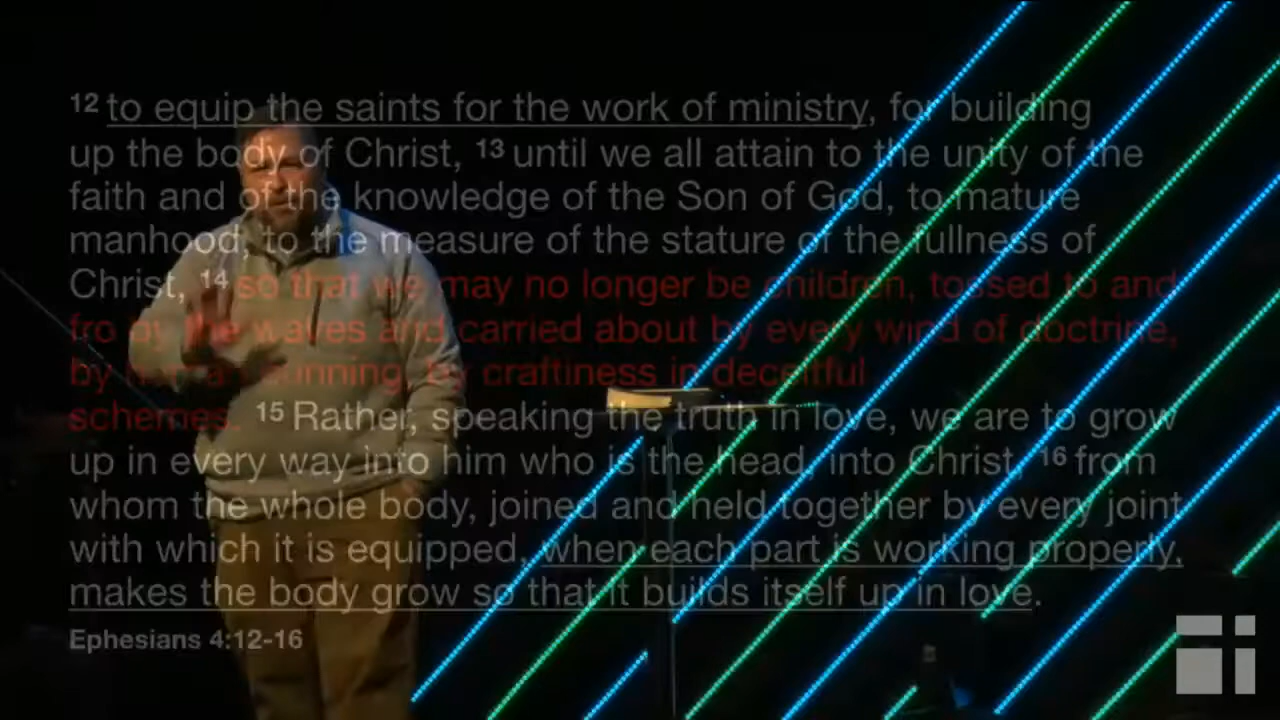 12 to equip the saints for the work of ministry, for building
up the body of Christ, 13 until we all attain to the unity of the
faith and of the knowledge of the Son of God, to mature
manhood, to the measure of the stature of the fullness of
Christ, 14 so that we may no longer be children, tossed to and
fro by the waves and carried about by every wind of doctrine,
by human cunning, by craftiness in deceitful
schemes. 15 Rather, speaking the truth in love, we are to grow
up in every way into him who is the head, into Christ, 16 from
whom the whole body, joined and held together by every joint
with which it is equipped, when each part is working properly,
makes the body grow so that it builds itself up in love.
Ephesians 4:12-16